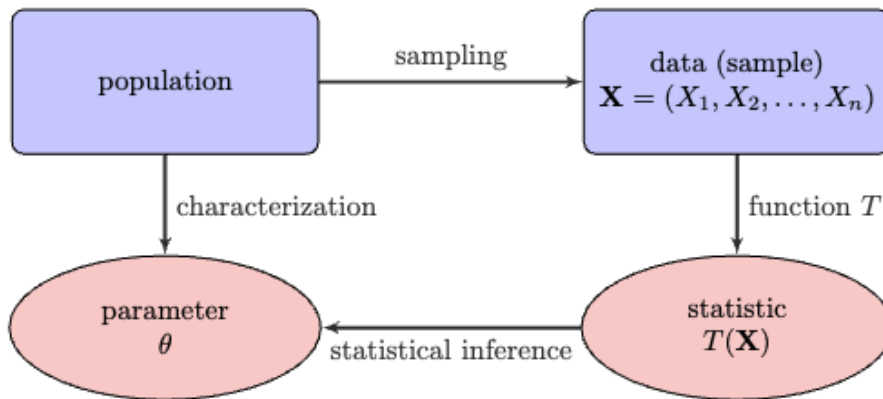 population
sampling
data (sample)
X = (X₁, X₂, . . . , Xₙ)
characterization
function T
parameter
θ
statistical inference
statistic
T(X)